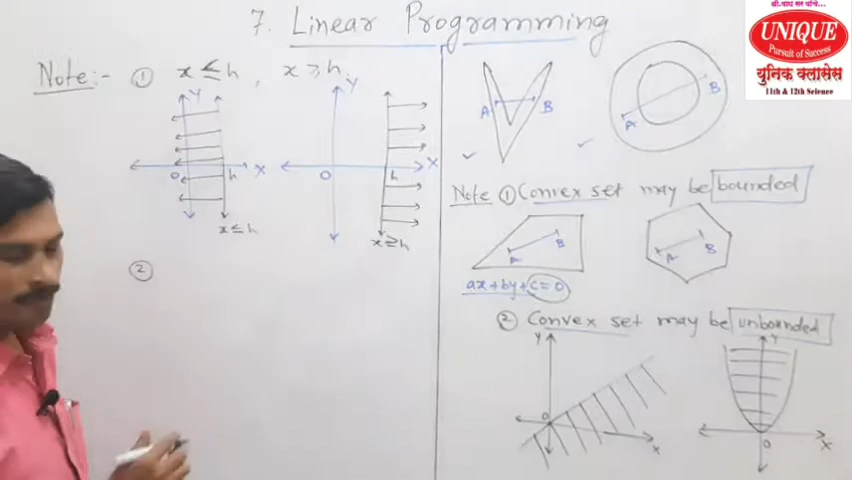 7. Linear Programming
Note :- ① x ≤ h , x ≥ h
Y
O
h
X
x ≤ h
Y
O
h
X
Y
x ≥ h
②
A B
A B
Note ① Convex set may be bounded
A B
A B
ax+by+c=0
② Convex set may be unbounded
Y
O
X
Y
O
X
UNIQUE
Pursuit of Success
युनिक क्लासेस
11th & 12th Science